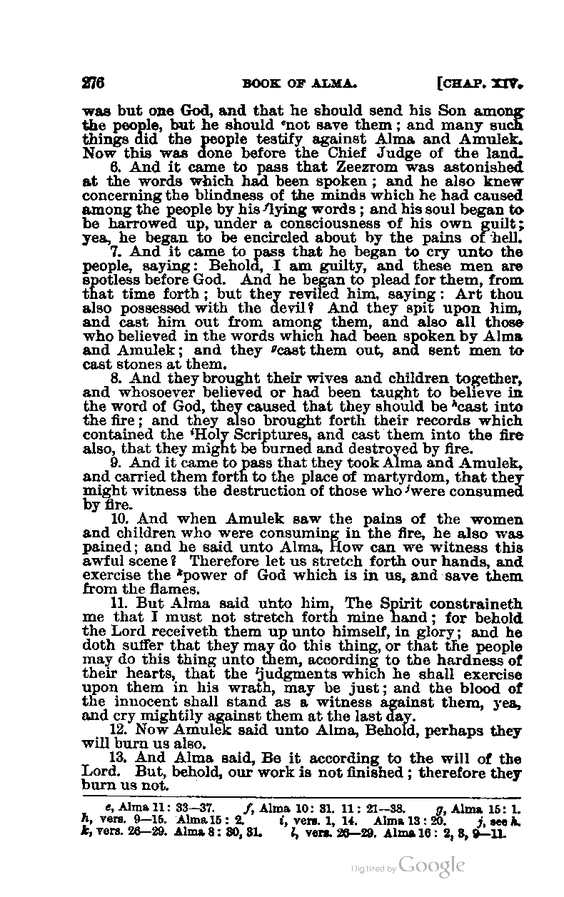 276 BOOK OF ALMA. [CHAP. XIV.
was but one God, and that he should send his Son among
the people, but he should ᵉnot save them; and many such
things did the people testify against Alma and Amulek.
Now this was done before the Chief Judge of the land.
6. And it came to pass that Zeezrom was astonished
at the words which had been spoken; and he also knew
concerning the blindness of the minds which he had caused
among the people by his ᶠlying words; and his soul began to
be harrowed up, under a consciousness of his own guilt;
yea, he began to be encircled about by the pains of hell.
7. And it came to pass that he began to cry unto the
people, saying: Behold, I am guilty, and these men are
spotless before God. And he began to plead for them, from
that time forth; but they reviled him, saying: Art thou
also possessed with the devil? And they spit upon him,
and cast him out from among them, and also all those
who believed in the words which had been spoken by Alma
and Amulek; and they ᵍcast them out, and sent men to
cast stones at them.
8. And they brought their wives and children together,
and whosoever believed or had been taught to believe in
the word of God, they caused that they should be ʰcast into
the fire; and they also brought forth their records which
contained the ⁱHoly Scriptures, and cast them into the fire
also, that they might be burned and destroyed by fire.
9. And it came to pass that they took Alma and Amulek,
and carried them forth to the place of martyrdom, that they
might witness the destruction of those who ʲwere consumed
by fire.
10. And when Amulek saw the pains of the women
and children who were consuming in the fire, he also was
pained; and he said unto Alma, How can we witness this
awful scene? Therefore let us stretch forth our hands, and
exercise the ᵏpower of God which is in us, and save them
from the flames.
11. But Alma said unto him, The Spirit constraineth
me that I must not stretch forth mine hand; for behold
the Lord receiveth them up unto himself, in glory; and he
doth suffer that they may do this thing, or that the people
may do this thing unto them, according to the hardness of
their hearts, that the ˡjudgments which he shall exercise
upon them in his wrath, may be just; and the blood of
the innocent shall stand as a witness against them, yea,
and cry mightily against them at the last day.
12. Now Amulek said unto Alma, Behold, perhaps they
will burn us also.
13. And Alma said, Be it according to the will of the
Lord. But, behold, our work is not finished; therefore they
burn us not.
e, Alma 11: 33—37. f, Alma 10: 31. 11: 21—38. g, Alma 15: 1.
h, vers. 9—15. Alma 15: 2. i, vers. 1, 14. Alma 13: 20. j, see h.
k, vers. 26—29. Alma 8: 30, 31. l, vers. 26—29. Alma 16: 2, 3, 9—11.
Digitized by Google